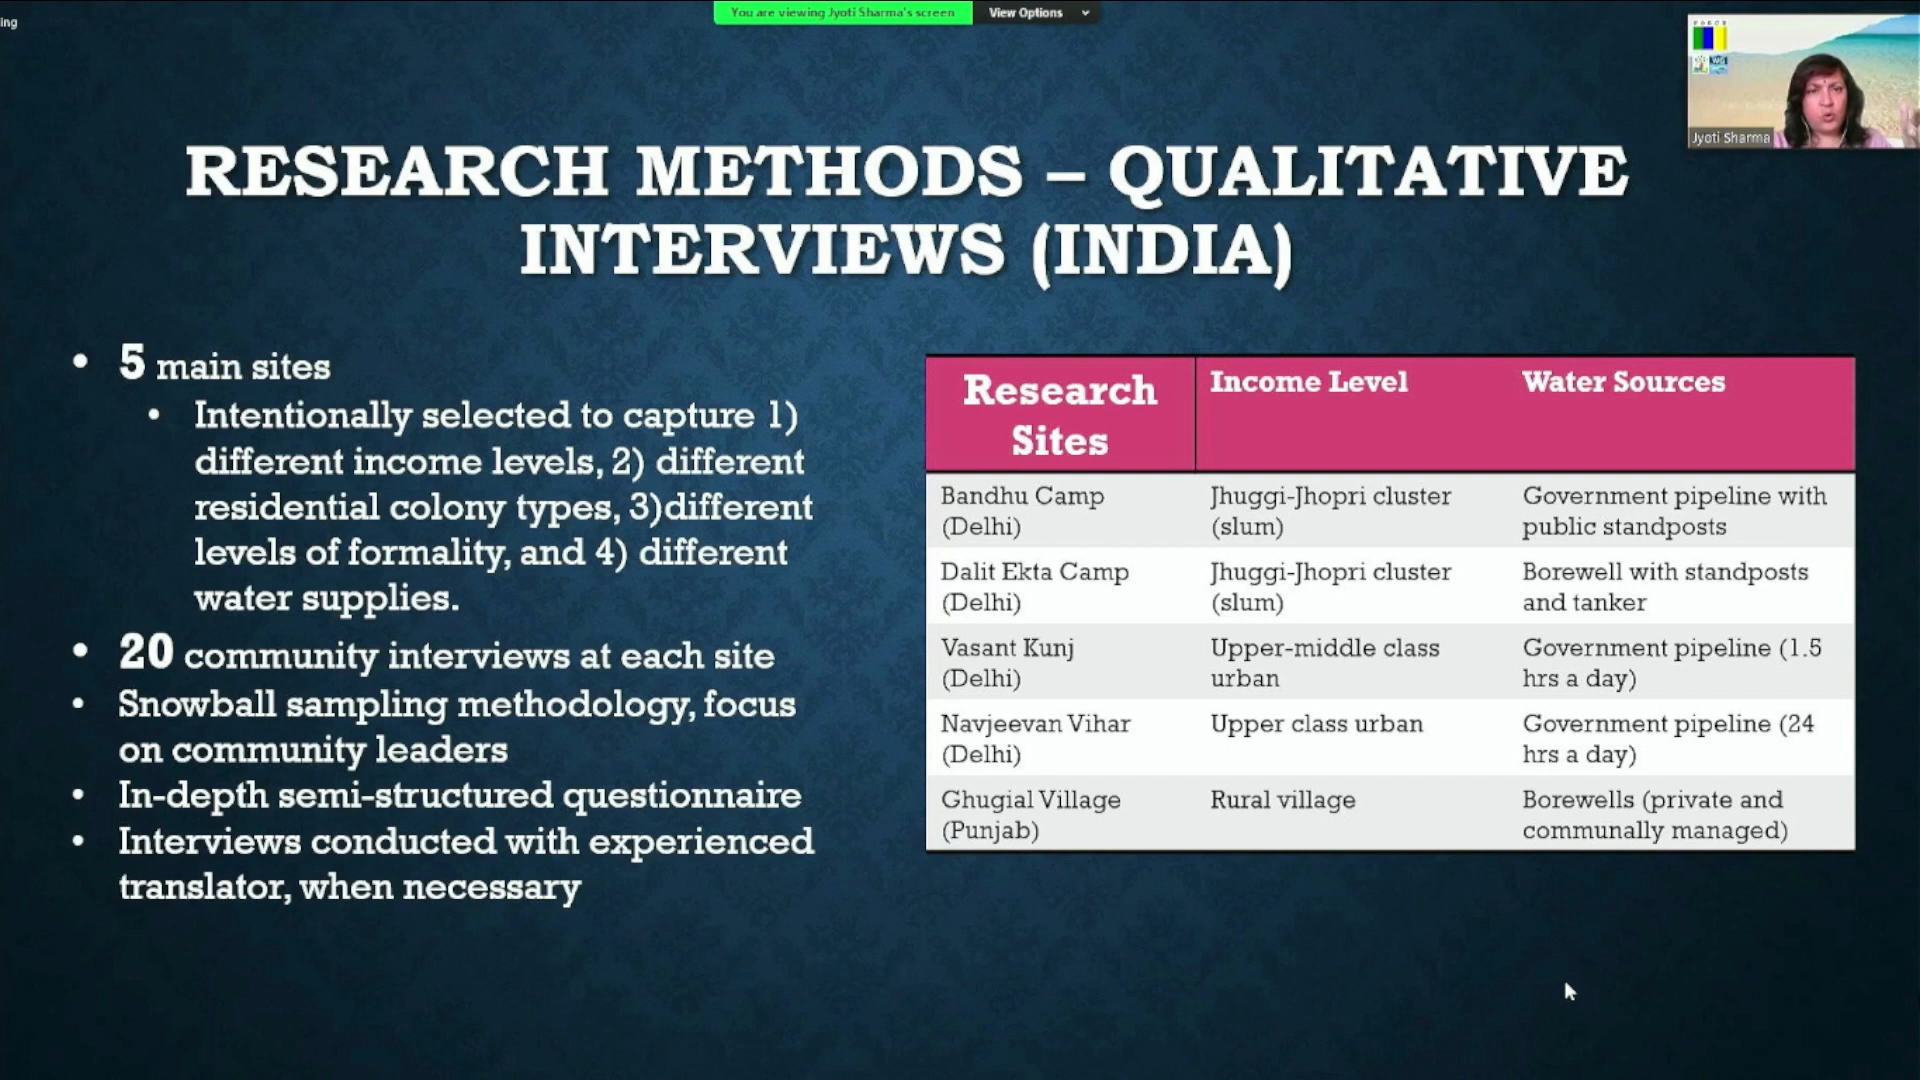 ing
You are viewing Jyoti Sharma's screen
View Options
FORCE
Jyoti Sharma
RESEARCH METHODS – QUALITATIVE
INTERVIEWS (INDIA)
• 5 main sites
• Intentionally selected to capture 1)
different income levels, 2) different
residential colony types, 3)different
levels of formality, and 4) different
water supplies.
• 20 community interviews at each site
• Snowball sampling methodology, focus
on community leaders
• In-depth semi-structured questionnaire
• Interviews conducted with experienced
translator, when necessary
Research Sites Income Level Water Sources
Bandhu Camp (Delhi) Jhuggi-Jhopri cluster (slum) Government pipeline with public standposts
Dalit Ekta Camp (Delhi) Jhuggi-Jhopri cluster (slum) Borewell with standposts and tanker
Vasant Kunj (Delhi) Upper-middle class urban Government pipeline (1.5 hrs a day)
Navjeevan Vihar (Delhi) Upper class urban Government pipeline (24 hrs a day)
Ghugial Village (Punjab) Rural village Borewells (private and communally managed)